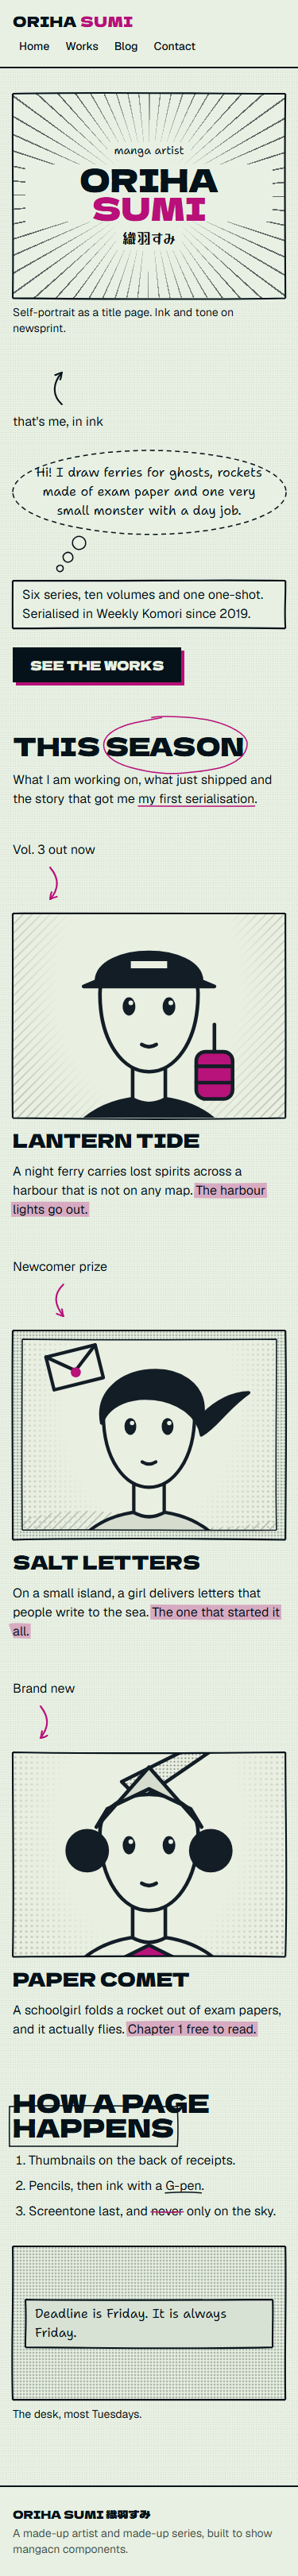 ORIHA SUMI
Home Works Blog Contact
manga artist
ORIHA
SUMI
織羽すみ
Self-portrait as a title page. Ink and tone on
newsprint.
that's me, in ink
Hi! I draw ferries for ghosts, rockets
made of exam paper and one very
small monster with a day job.
Six series, ten volumes and one one-shot.
Serialised in Weekly Komori since 2019.
SEE THE WORKS
THIS SEASON
What I am working on, what just shipped and
the story that got me my first serialisation.
Vol. 3 out now
LANTERN TIDE
A night ferry carries lost spirits across a
harbour that is not on any map. The harbour
lights go out.
Newcomer prize
SALT LETTERS
On a small island, a girl delivers letters that
people write to the sea. The one that started it
all.
Brand new
PAPER COMET
A schoolgirl folds a rocket out of exam papers,
and it actually flies. Chapter 1 free to read.
HOW A PAGE
HAPPENS
1. Thumbnails on the back of receipts.
2. Pencils, then ink with a G-pen.
3. Screentone last, and never only on the sky.
Deadline is Friday. It is always
Friday.
The desk, most Tuesdays.
ORIHA SUMI 織羽すみ
A made-up artist and made-up series, built to show
mangacn components.